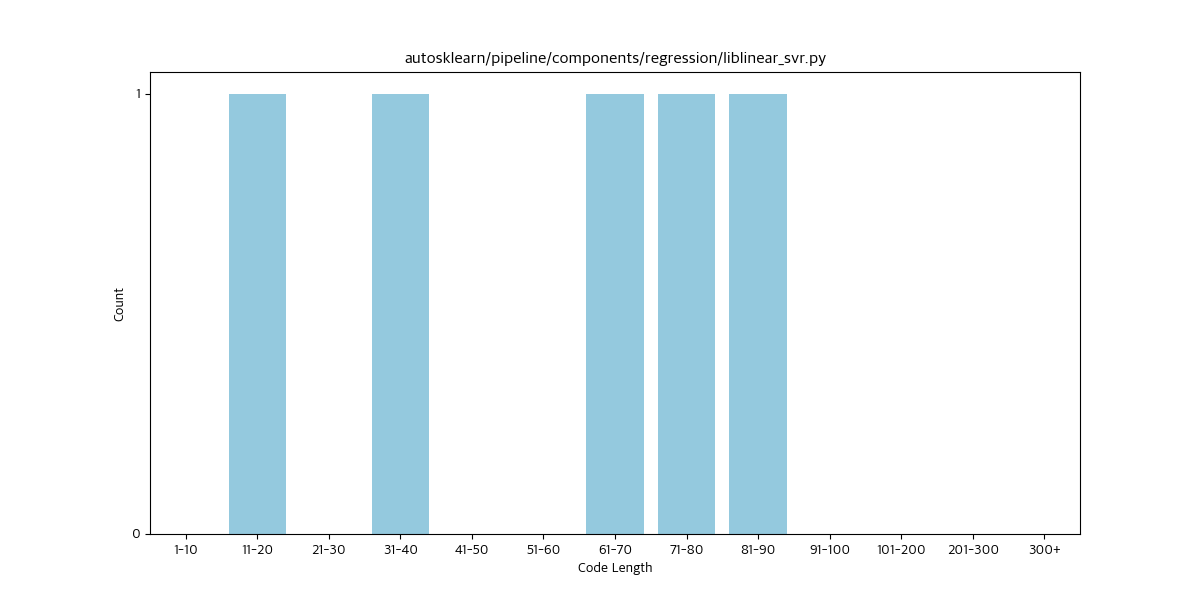 autosklearn/pipeline/components/regression/liblinear_svr.py
Count
1
0
1-10 11-20 21-30 31-40 41-50 51-60 61-70 71-80 81-90 91-100 101-200 201-300 300+
Code Length